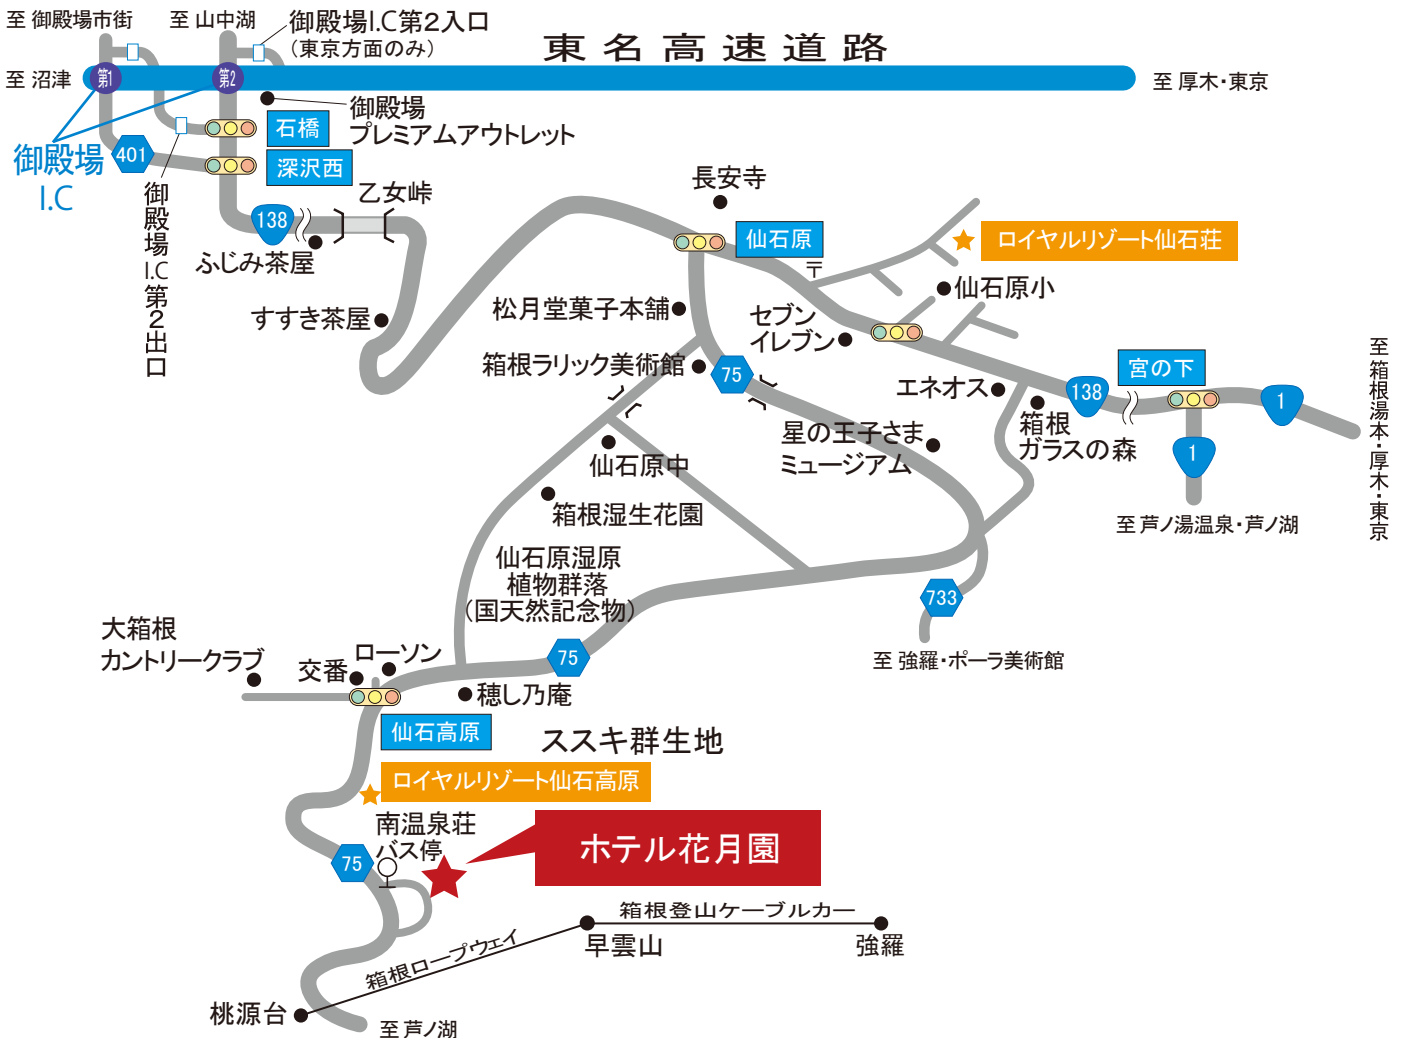 至 御殿場市街
至 山中湖
御殿場I.C第2入口
（東京方面のみ）
東名高速道路
至 沼津
第1
第2
至 厚木・東京
御殿場
プレミアムアウトレット
石橋
御殿場
I.C
401
深沢西
御殿場I.C第2出口
乙女峠
138
ふじみ茶屋
すすき茶屋
長安寺
仙石原
〒
ロイヤルリゾート仙石荘
仙石原小
松月堂菓子本舗
セブン
イレブン
箱根ラリック美術館
75
エネオス
138
宮の下
1
1
至 箱根湯本・厚木・東京
箱根
ガラスの森
星の王子さま
ミュージアム
仙石原中
箱根湿生花園
至 芦ノ湯温泉・芦ノ湖
仙石原湿原
植物群落
（国天然記念物）
733
至 強羅・ポーラ美術館
大箱根
カントリークラブ
交番
ローソン
75
穂し乃庵
仙石高原
ススキ群生地
ロイヤルリゾート仙石高原
南温泉荘
バス停
75
ホテル花月園
箱根登山ケーブルカー
早雲山
強羅
箱根ロープウェイ
桃源台
至 芦ノ湖